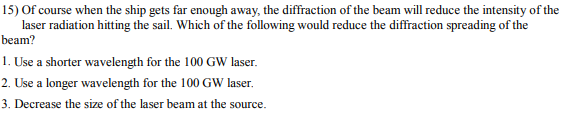 15) Of course when the ship gets far enough away, the diffraction of the beam will reduce the intensity of the
laser radiation hitting the sail. Which of the following would reduce the diffraction spreading of the
beam?
1. Use a shorter wavelength for the 100 GW laser.
2. Use a longer wavelength for the 100 GW laser.
3. Decrease the size of the laser beam at the source.